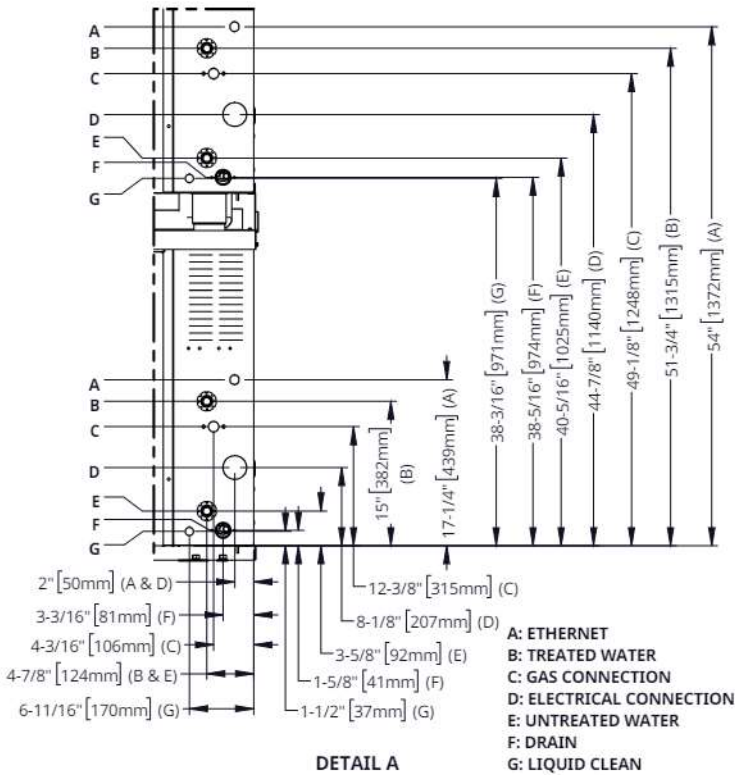 A
B
C
D
E
F
G
38-3/16" [971mm] (G)
38-5/16" [974mm] (F)
40-5/16" [1025mm] (E)
44-7/8" [1140mm] (D)
49-1/8" [1248mm] (C)
51-3/4" [1315mm] (B)
54" [1372mm] (A)
A
B
C
D
E
F
G
15" [382mm]
(B)
17-1/4" [439mm] (A)
2" [50mm] (A & D)
3-3/16" [81mm] (F)
4-3/16" [106mm] (C)
4-7/8" [124mm] (B & E)
6-11/16" [170mm] (G)
12-3/8" [315mm] (C)
8-1/8" [207mm] (D)
3-5/8" [92mm] (E)
1-5/8" [41mm] (F)
1-1/2" [37mm] (G)
A: ETHERNET
B: TREATED WATER
C: GAS CONNECTION
D: ELECTRICAL CONNECTION
E: UNTREATED WATER
F: DRAIN
G: LIQUID CLEAN
DETAIL A